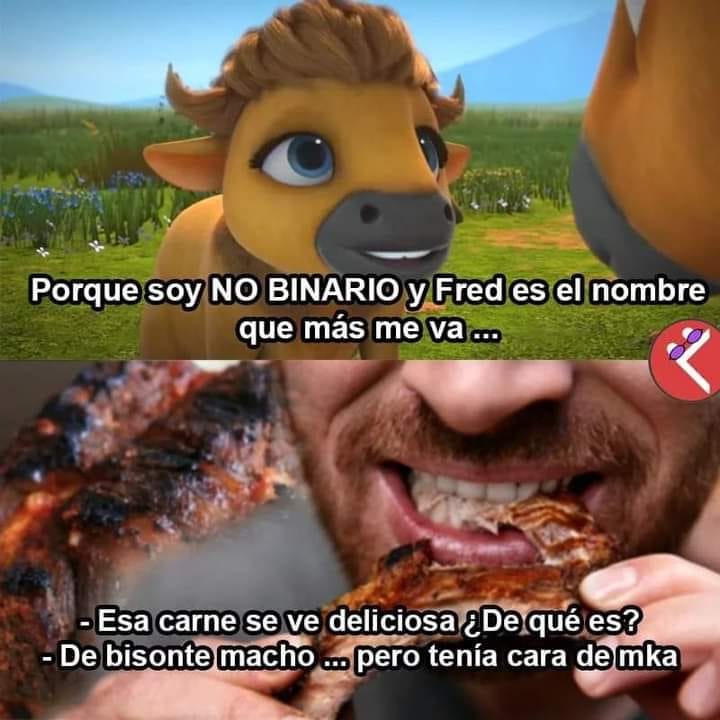 Porque soy NO BINARIO y Fred es el nombre
que más me va ...
- Esa carne se ve deliciosa ¿De qué es?
- De bisonte macho ... pero tenía cara de mka